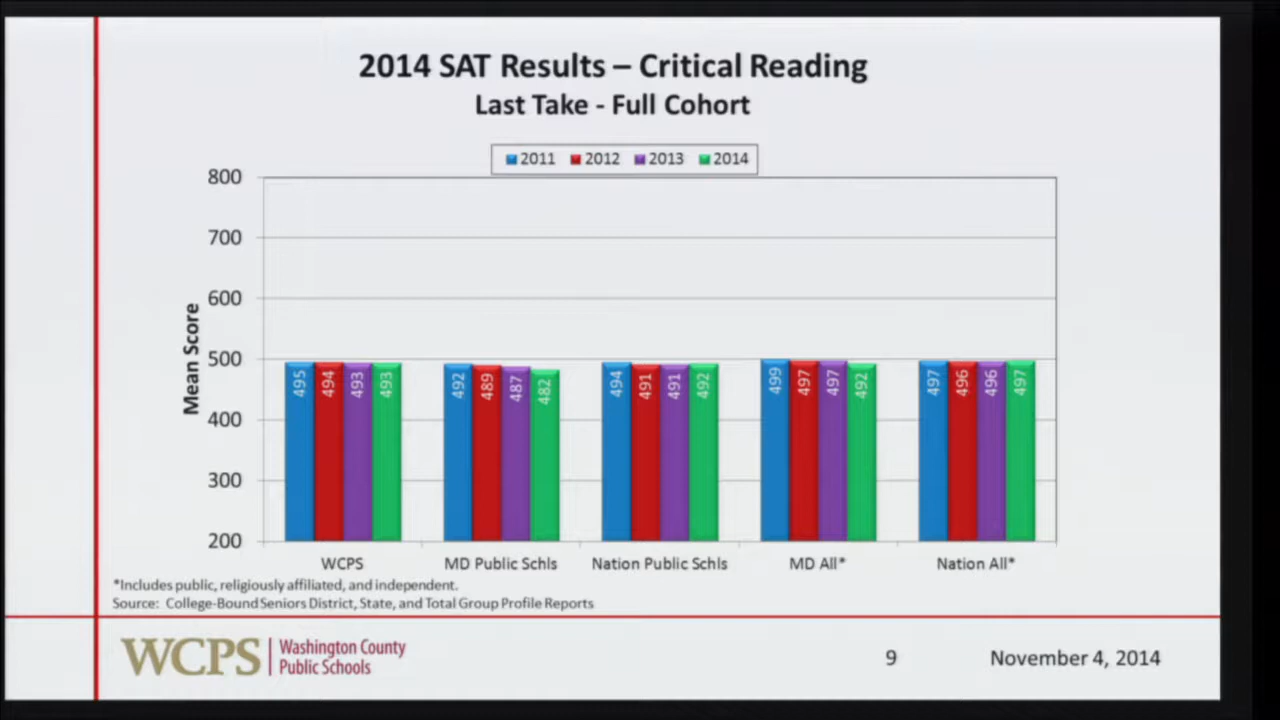 2014 SAT Results – Critical Reading
Last Take - Full Cohort
2011 2012 2013 2014
800
700
600
500
400
300
200
Mean Score
495 494 493 493
492 489 487 482
494 491 491 492
499 497 497 492
497 496 496 497
WCPS MD Public Schls Nation Public Schls MD All* Nation All*
*Includes public, religiously affiliated, and independent.
Source: College-Bound Seniors District, State, and Total Group Profile Reports
WCPS
Washington County
Public Schools
9
November 4, 2014